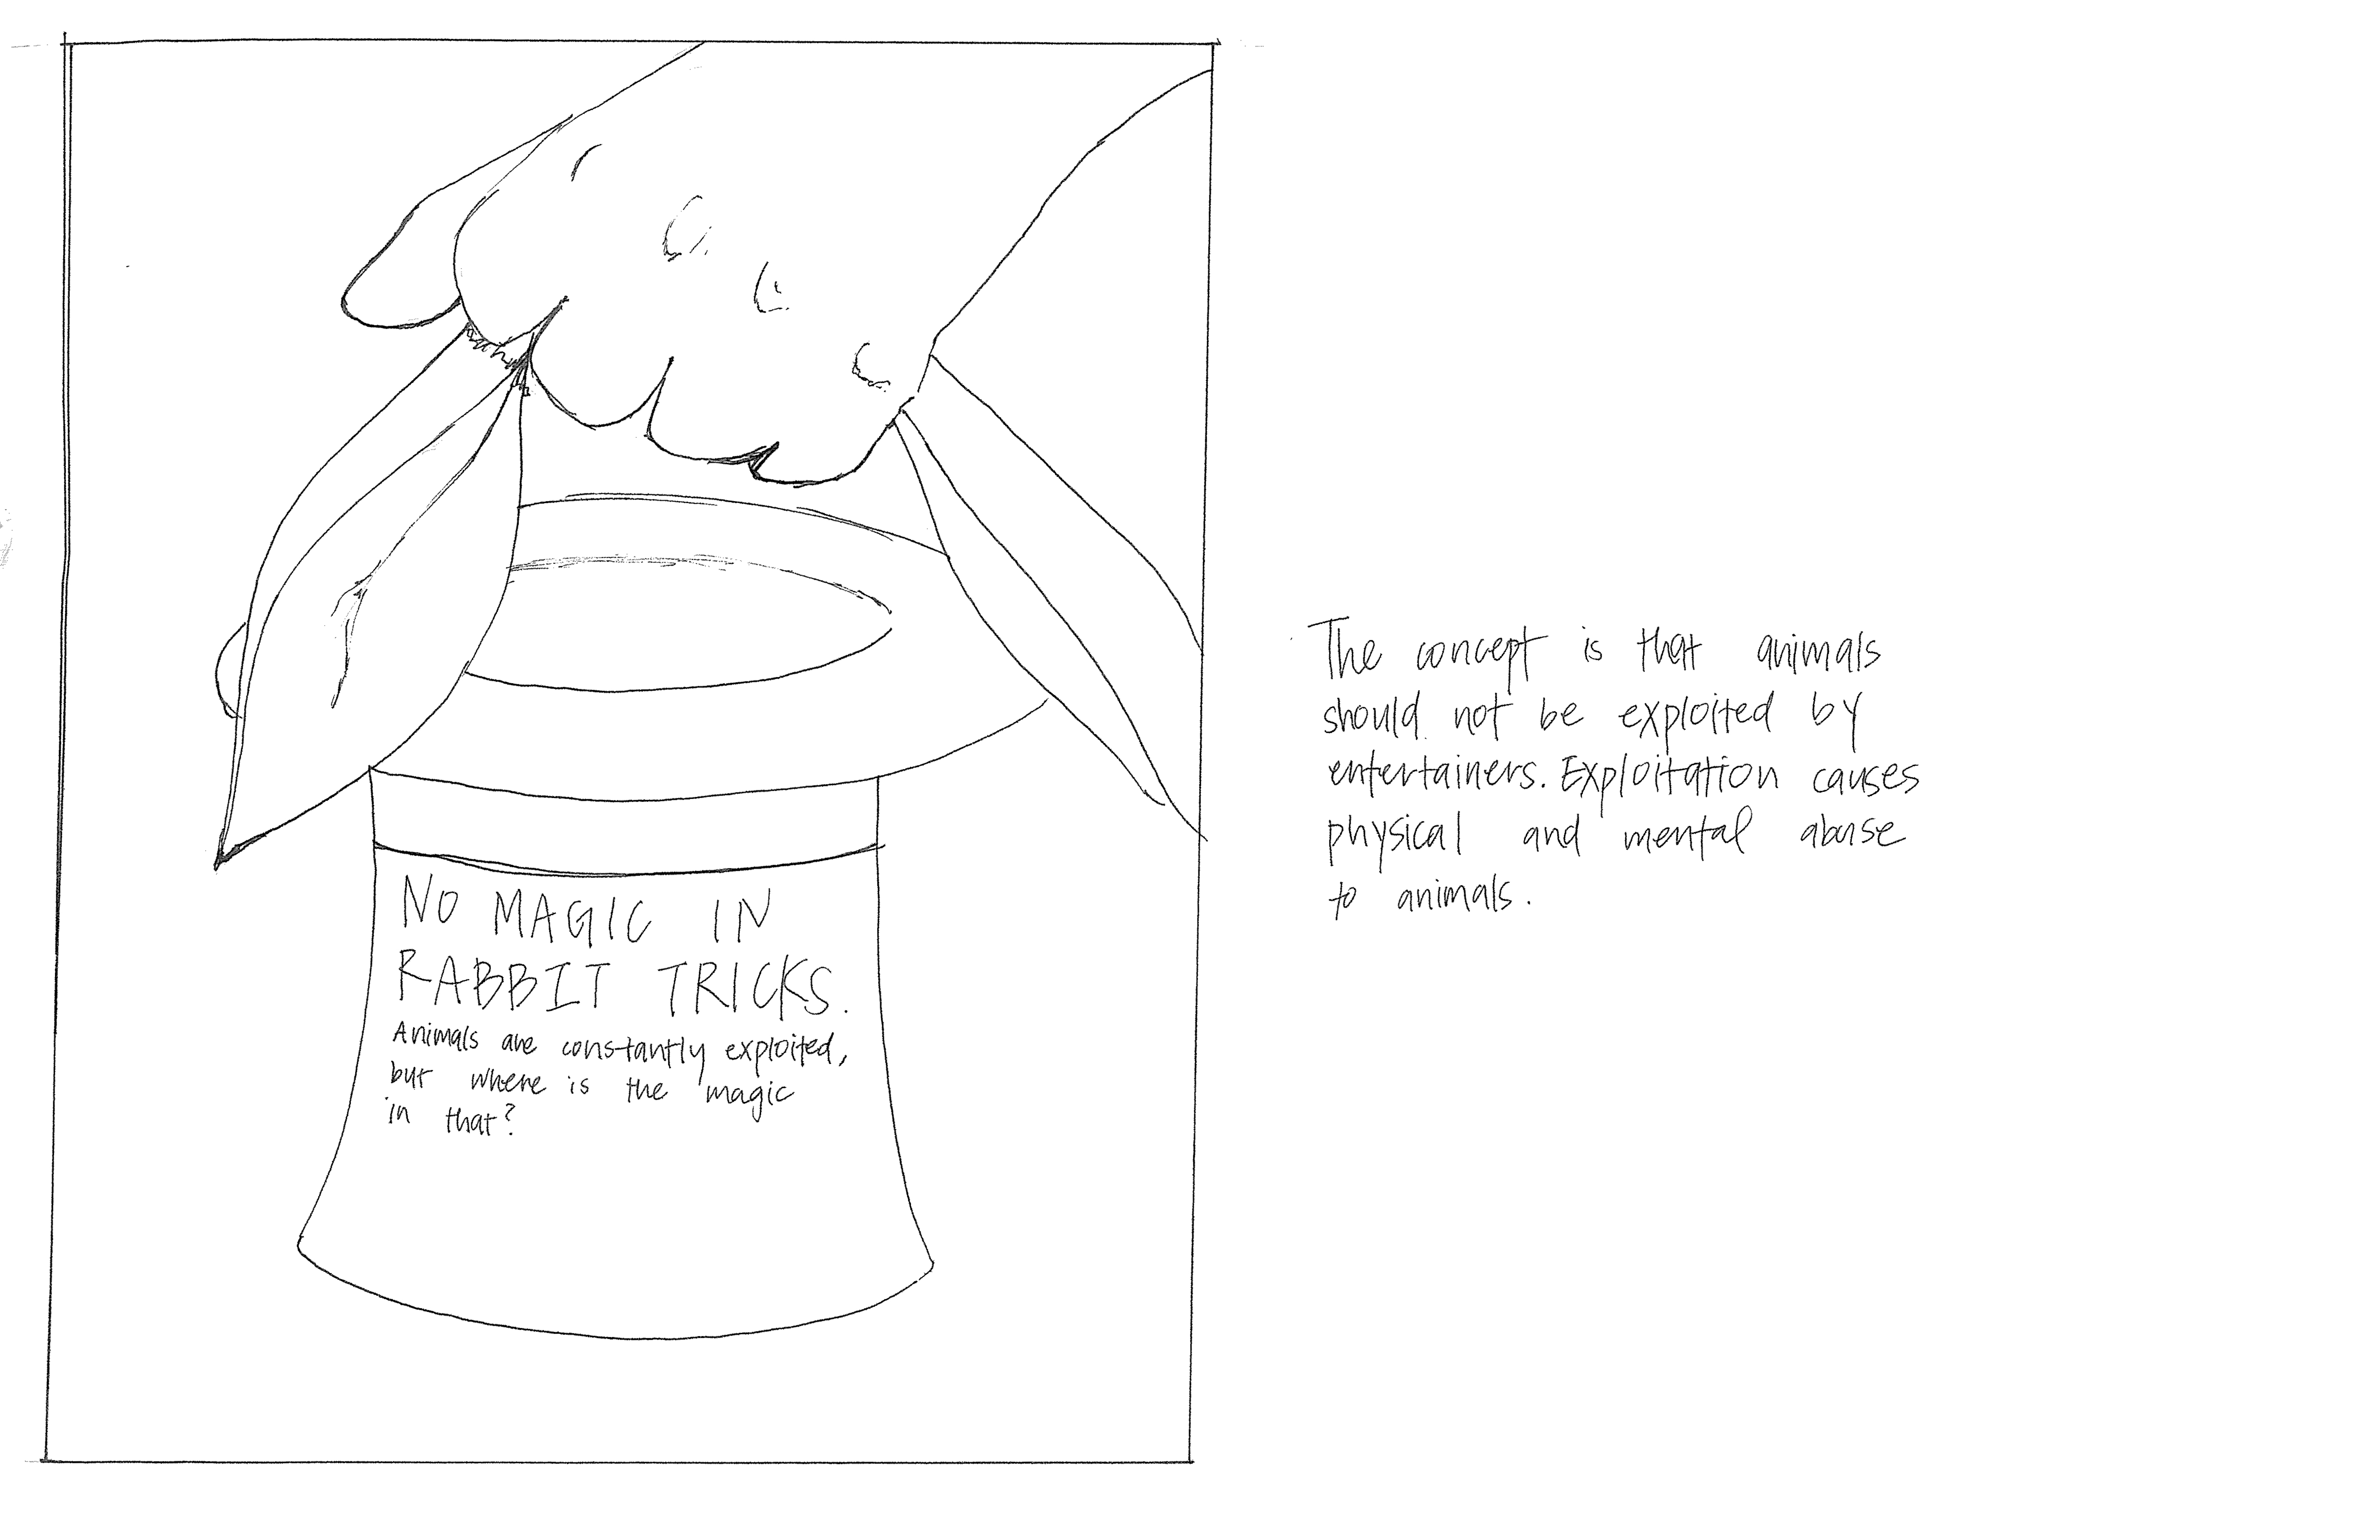 NO MAGIC IN
RABBIT TRICKS.
Animals are constantly exploited,
but where is the magic
in that?
The concept is that animals
should not be exploited by
entertainers. Exploitation causes
physical and mental abuse
to animals.